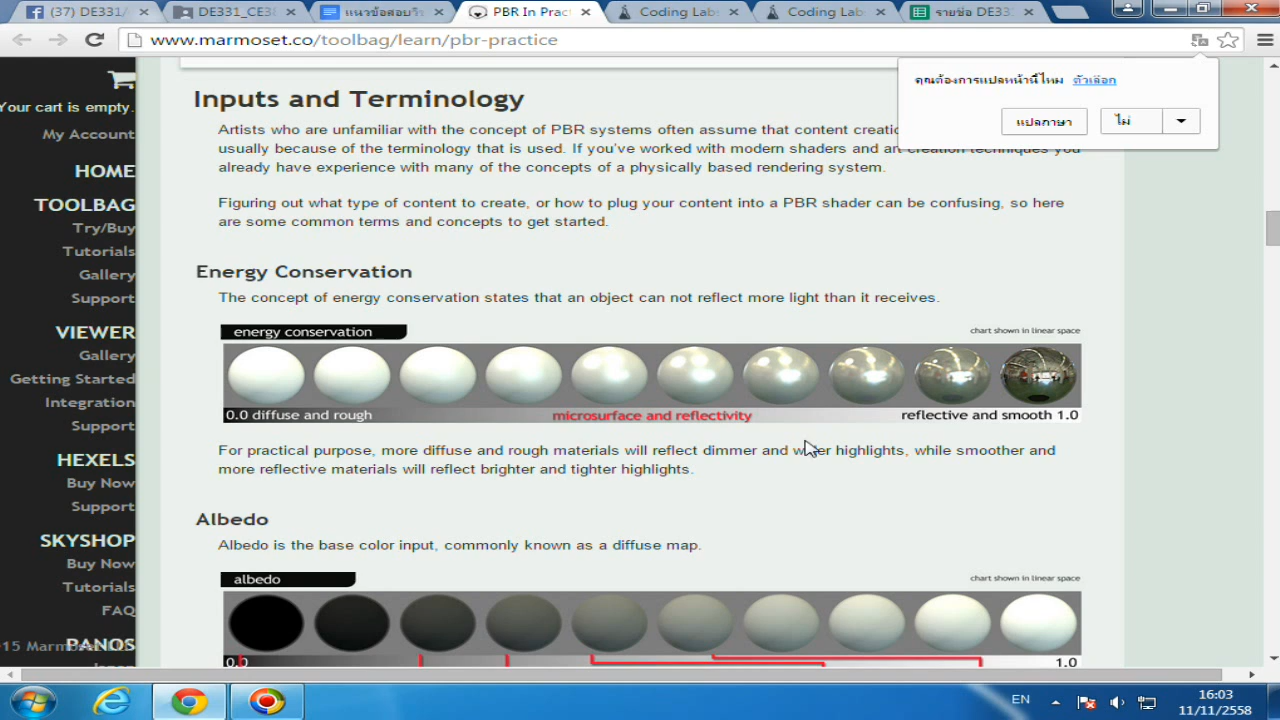 (37) DE331/
DE331_CE38
แนวข้อสอบวิช
PBR In Pract
Coding Labs
Coding Labs
รายชื่อ DE331
www.marmoset.co/toolbag/learn/pbr-practice
คุณต้องการแปลหน้านี้ไหม ตัวเลือก
แปลภาษา
ไม่
Your cart is empty.
My Account
HOME
TOOLBAG
Try/Buy
Tutorials
Gallery
Support
VIEWER
Gallery
Getting Started
Integration
Support
HEXELS
Buy Now
Support
SKYSHOP
Buy Now
Tutorials
FAQ
PANOS
15 Marmoset
Inputs and Terminology
Artists who are unfamiliar with the concept of PBR systems often assume that content
usually because of the terminology that is used. If you've worked with modern shaders and art creation techniques you
already have experience with many of the concepts of a physically based rendering system.
Figuring out what type of content to create, or how to plug your content into a PBR shader can be confusing, so here
are some common terms and concepts to get started.
Energy Conservation
The concept of energy conservation states that an object can not reflect more light than it receives.
energy conservation
chart shown in linear space
0.0 diffuse and rough
microsurface and reflectivity
reflective and smooth 1.0
For practical purpose, more diffuse and rough materials will reflect dimmer and wider highlights, while smoother and
more reflective materials will reflect brighter and tighter highlights.
Albedo
Albedo is the base color input, commonly known as a diffuse map.
albedo
chart shown in linear space
0.0
1.0
EN
16:03
11/11/2558